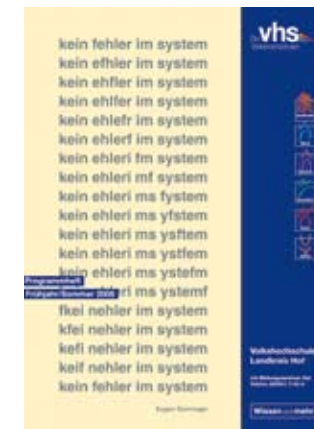 vhs
kein fehler im system
kein efhler im system
kein ehfler im system
kein ehlfer im system
kein ehlefr im system
kein ehlerf im system
kein ehleri fm system
kein ehleri mf system
kein ehleri ms fystem
kein ehleri ms yfstem
kein ehleri ms ysftem
kein ehleri ms ystfem
kein ehleri ms ystefm
Programmheft
Frühjahr/Sommer 2005
ri ms ystemf
fkei nehler im system
kfei nehler im system
kefi nehler im system
keif nehler im system
kein fehler im system
Volkshochschule
Landkreis Hof
Wissen und mehr